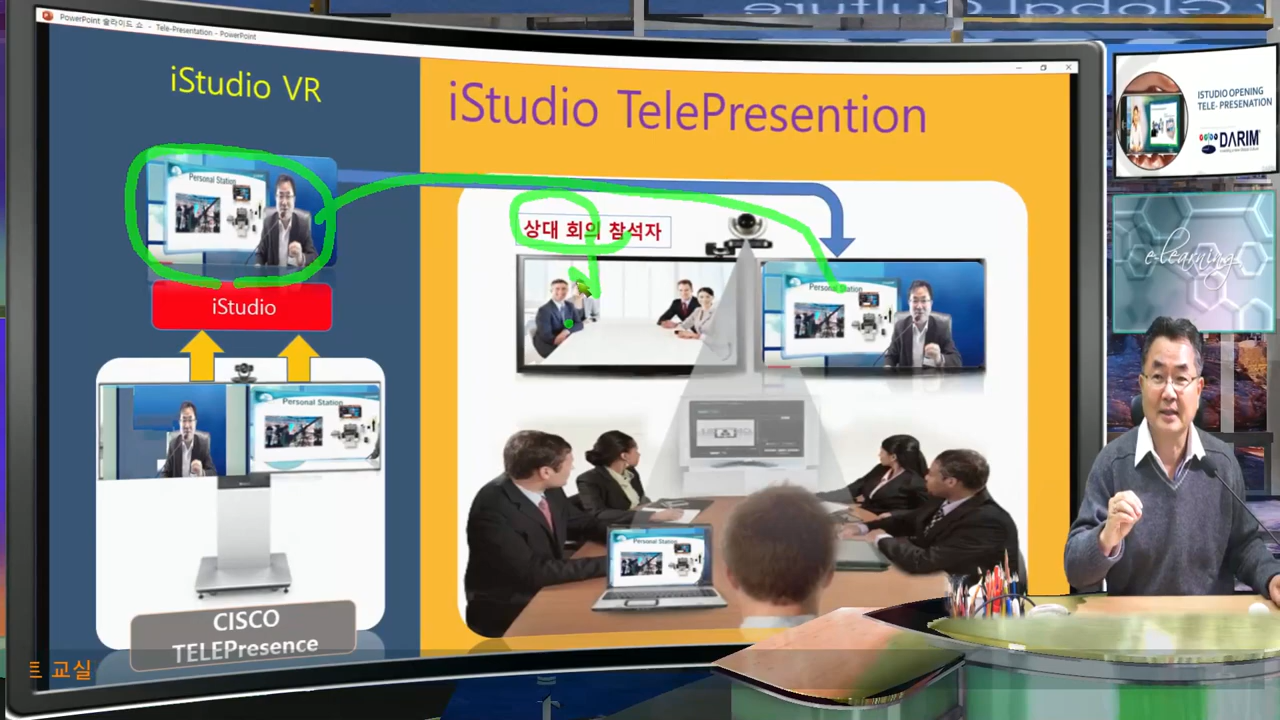 Global Culture
PowerPoint 슬라이드 쇼 - Tele-Presentation - PowerPoint
iStudio VR
iStudio TelePresention
ISTUDIO OPENING
TELE- PRESENATION
DARIM
Personal Station
상대 회의 참석자
e-learning
Personal Station
iStudio
Personal Station
Personal Station
CISCO
TELEPresence
트 교실